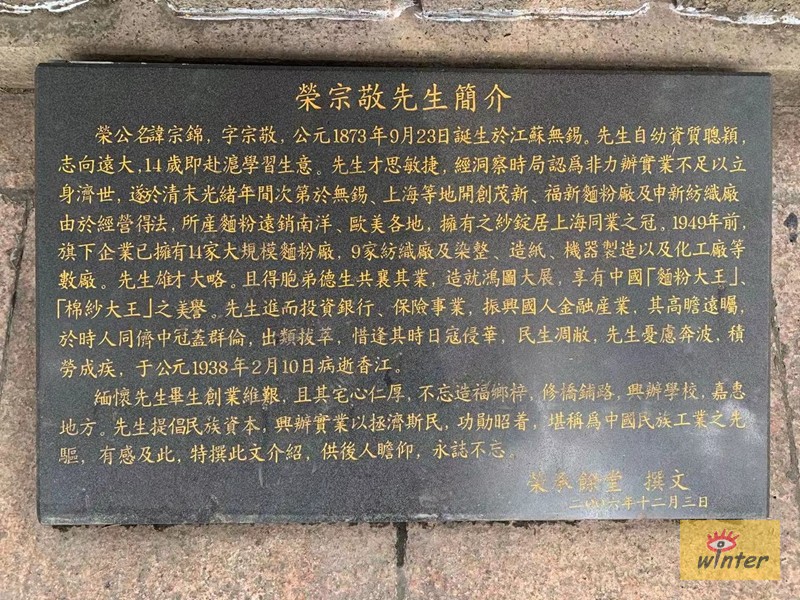 榮宗敬先生簡介
榮公名諱宗錦，字宗敬，公元1873年9月23日誕生於江蘇無錫。先生自幼資質聰穎，
志向遠大，14歲即赴滬學習生意。先生才思敏捷，經洞察時局認爲非力辦實業不足以立
身濟世，遂於清末光緒年間次第於無錫、上海等地開創茂新、福新麵粉廠及申新紡織廠
由於經營得法，所產麵粉遠銷南洋、歐美各地，擁有之紗錠居上海同業之冠。1949年前，
旗下企業已擁有14家大規模麵粉廠，9家紡織廠及染整、造紙、機器製造以及化工廠等
數廠。先生雄才大略。且得胞弟德生共襄其業，造就鴻圖大展，享有中國「麵粉大王」、
「棉紗大王」之美譽。先生進而投資銀行、保險事業，振興國人金融産業，其高瞻遠矚，
於時人同儕中冠蓋群倫，出類拔萃，惜逢其時日寇侵華，民生凋敝，先生憂慮奔波，積
勞成疾，于公元1938年2月10日病逝香江。
緬懷先生畢生創業維艱，且其宅心仁厚，不忘造福鄉梓，修橋鋪路，興辦學校，嘉惠
地方。先生提倡民族資本，興辦實業以拯濟斯民，功勛昭着，堪稱爲中國民族工業之先
驅，有感及此，特撰此文介紹，供後人瞻仰，永誌不忘。
榮承餘堂 撰文
二〇〇六年十二月三日
winter